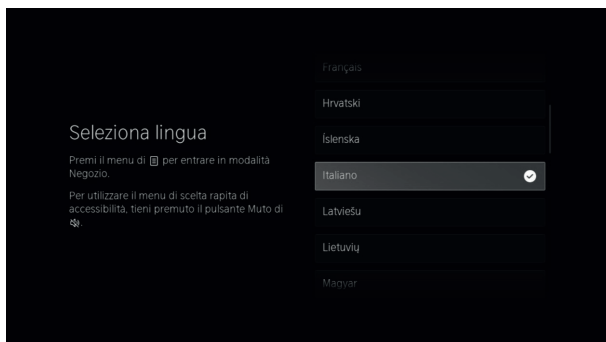 Seleziona lingua
Premi il menu di per entrare in modalità
Negozio.
Per utilizzare il menu di scelta rapida di
accessibilità, tieni premuto il pulsante Muto di
.
Français
Hrvatski
Íslenska
Italiano
Latviešu
Lietuvių
Magyar